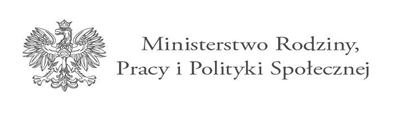 Ministerstwo Rodziny,
Pracy i Polityki Społecznej